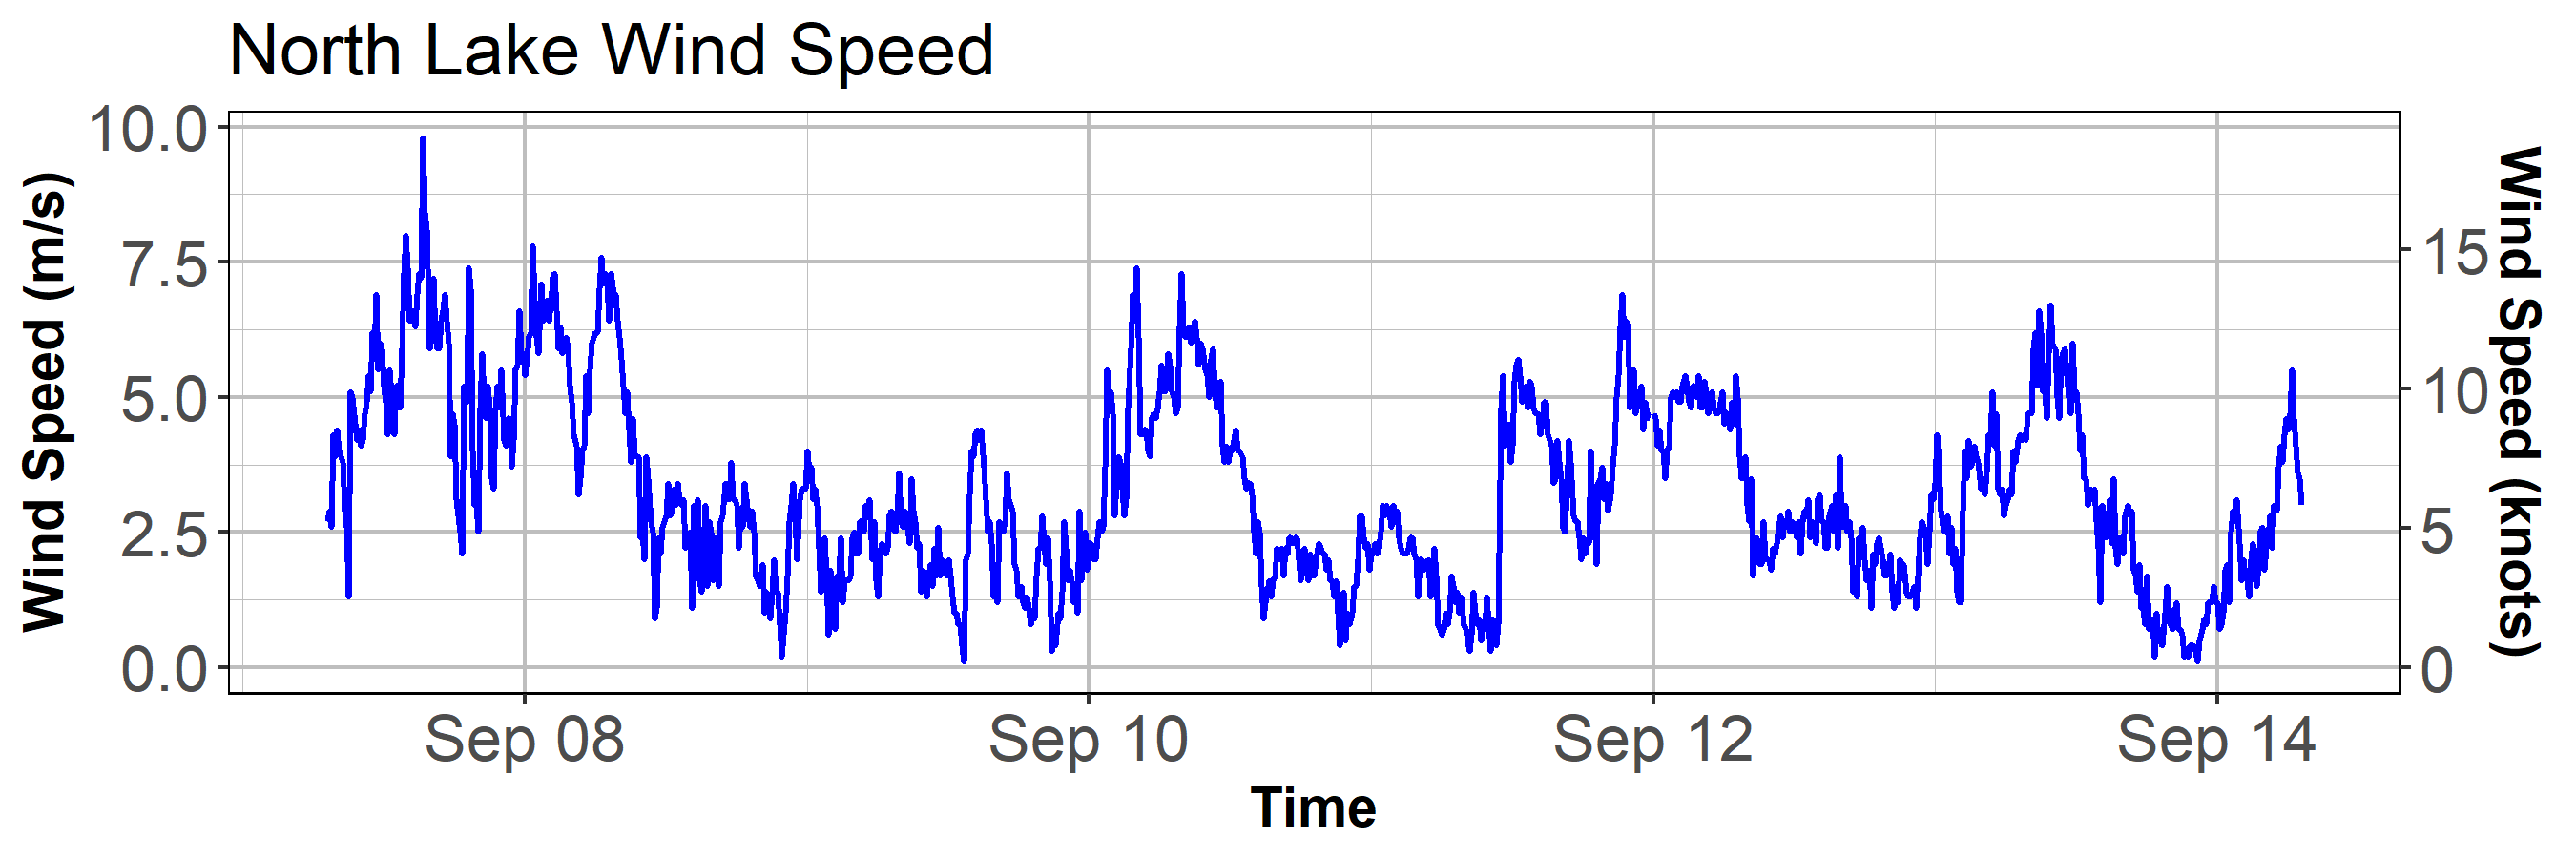 North Lake Wind Speed
Wind Speed (m/s)
10.0
7.5
5.0
2.5
0.0
Wind Speed (knots)
15
10
5
0
Sep 08
Sep 10
Sep 12
Sep 14
Time